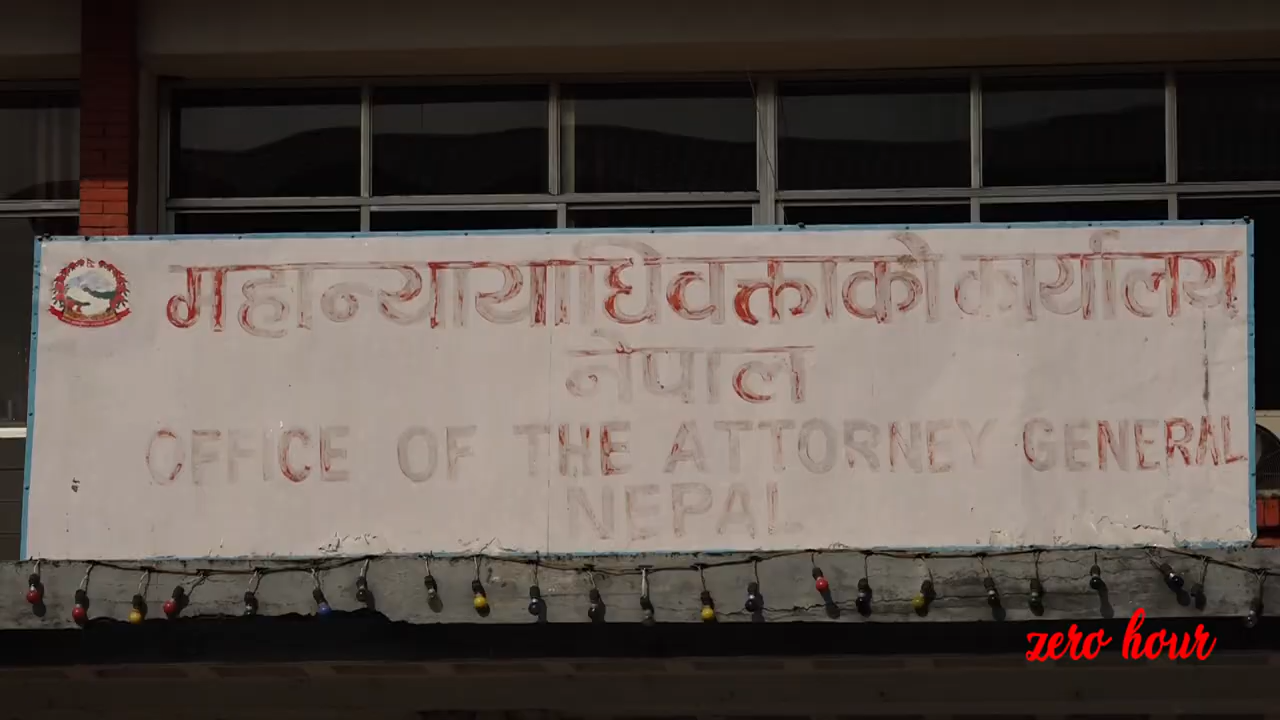 महान्यायाधिवक्ताको कार्यालय
नेपाल
OFFICE OF THE ATTORNEY GENERAL
NEPAL
zero hour